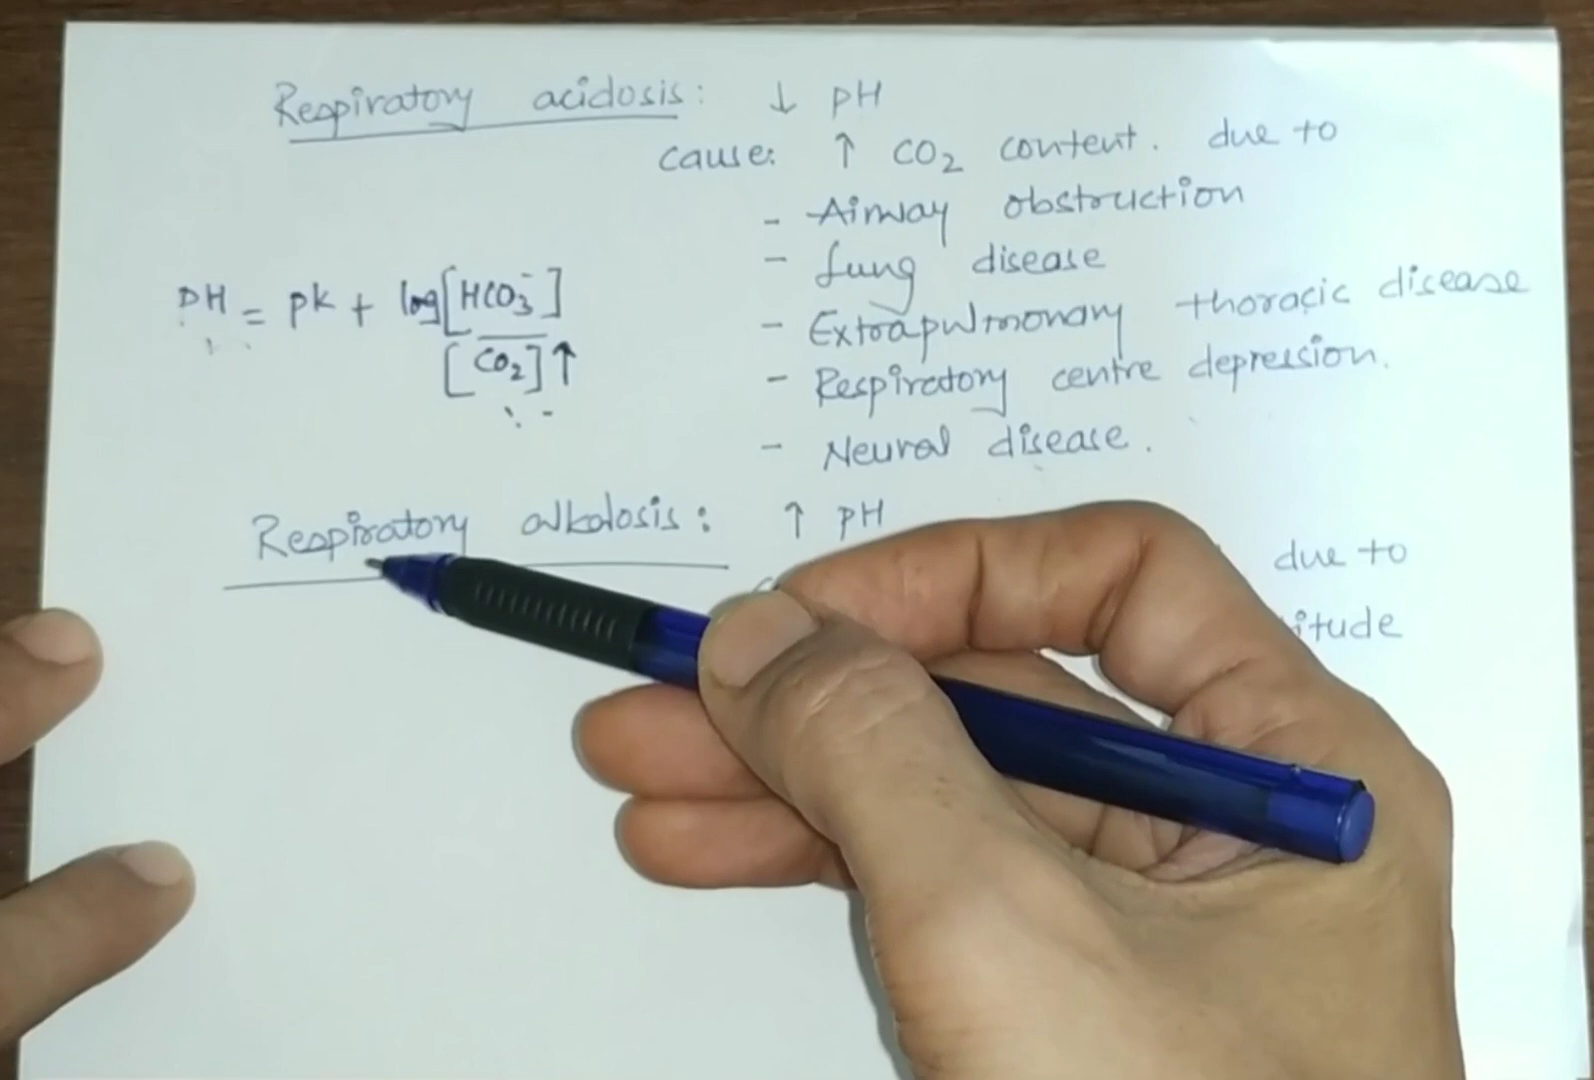 Respiratory acidosis: ↓ pH
cause: ↑ CO2 content. due to
- Airway obstruction
- Lung disease
- Extrapulmonary thoracic disease
- Respiratory centre depression.
- Neural disease.
pH = pk + log [HCO3-]
[CO2]↑
Respiratory alkalosis: ↑ pH
due to